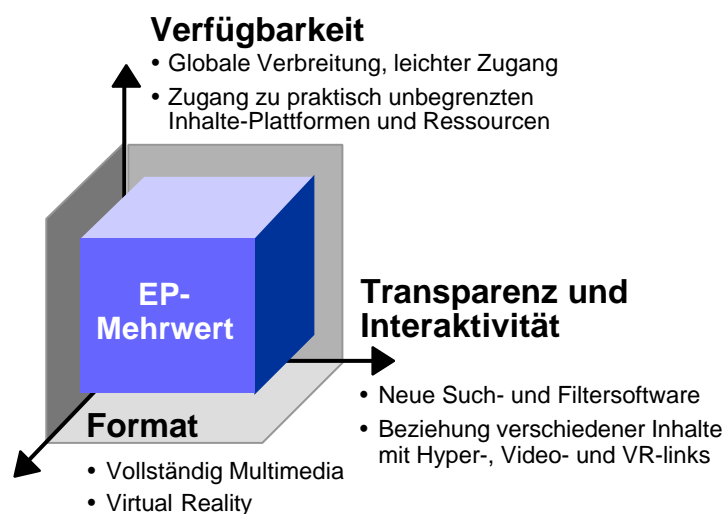 Verfügbarkeit
• Globale Verbreitung, leichter Zugang
• Zugang zu praktisch unbegrenzten
Inhalte-Plattformen und Ressourcen
EP-
Mehrwert
Transparenz und
Interaktivität
• Neue Such- und Filtersoftware
• Beziehung verschiedener Inhalte
mit Hyper-, Video- und VR-links
Format
• Vollständig Multimedia
• Virtual Reality